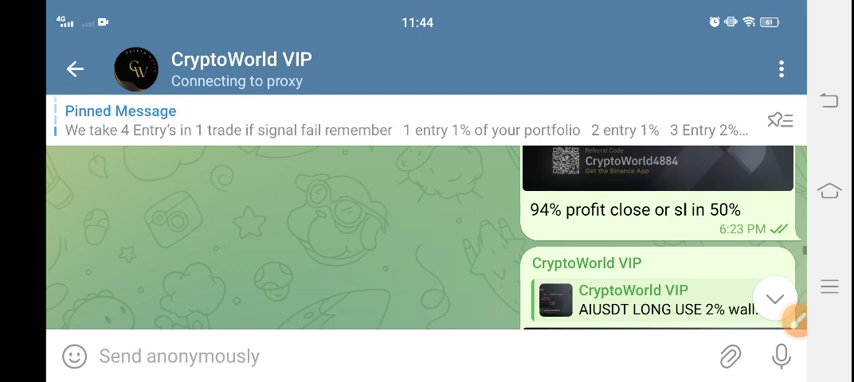 4G
11:44
61
CryptoWorld VIP
Connecting to proxy
Pinned Message
We take 4 Entry's in 1 trade if signal fail remember 1 entry 1% of your portfolio 2 entry 1% 3 Entry 2%...
Referral Code
CryptoWorld4884
Get the Binance App
94% profit close or sl in 50%
6:23 PM
CryptoWorld VIP
CryptoWorld VIP
AIUSDT LONG USE 2% wall.
Send anonymously